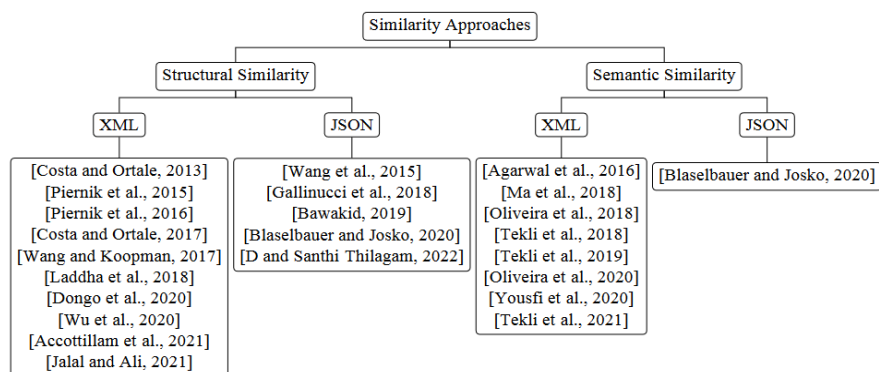 Similarity Approaches
Structural Similarity
Semantic Similarity
XML
JSON
XML
JSON
[Costa and Ortale, 2013]
[Piernik et al., 2015]
[Piernik et al., 2016]
[Costa and Ortale, 2017]
[Wang and Koopman, 2017]
[Laddha et al., 2018]
[Dongo et al., 2020]
[Wu et al., 2020]
[Accottillam et al., 2021]
[Jalal and Ali, 2021]
[Wang et al., 2015]
[Gallinucci et al., 2018]
[Bawakid, 2019]
[Blaselbauer and Josko, 2020]
[D and Santhi Thilagam, 2022]
[Agarwal et al., 2016]
[Ma et al., 2018]
[Oliveira et al., 2018]
[Tekli et al., 2018]
[Tekli et al., 2019]
[Oliveira et al., 2020]
[Yousfi et al., 2020]
[Tekli et al., 2021]
[Blaselbauer and Josko, 2020]